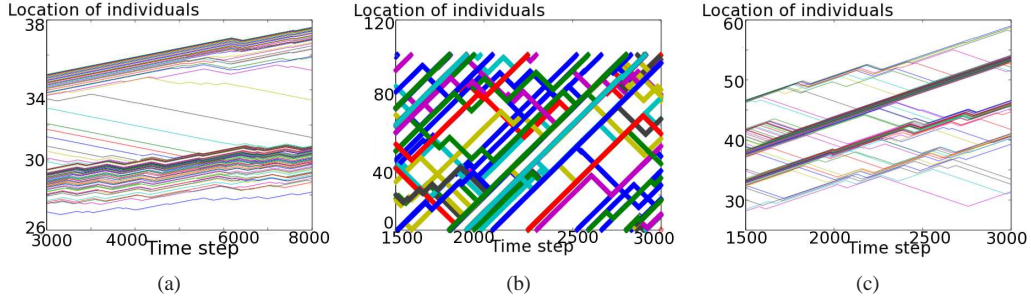 Location of individuals
38
34
30
26
3000 4000 6000 8000
Time step
(a)
Location of individuals
120
80
40
0
1500 2000 2500 3000
Time step
(b)
Location of individuals
60
50
40
30
1500 2000 2500 3000
Time step
(c)